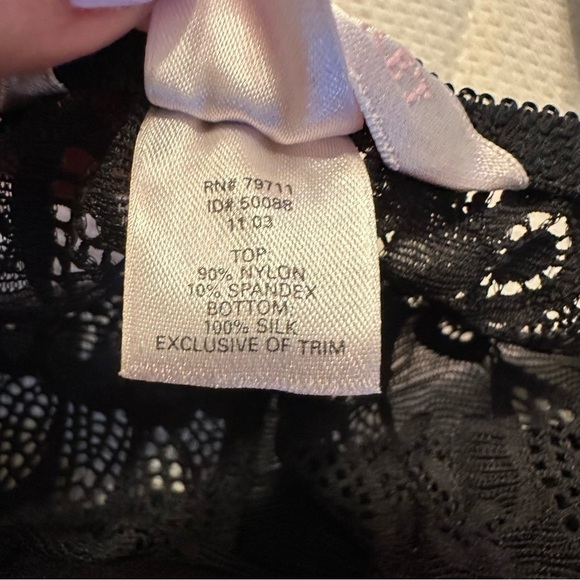 RN# 79711
ID# 50088
11 03
TOP:
90% NYLON
10% SPANDEX
BOTTOM:
100% SILK
EXCLUSIVE OF TRIM